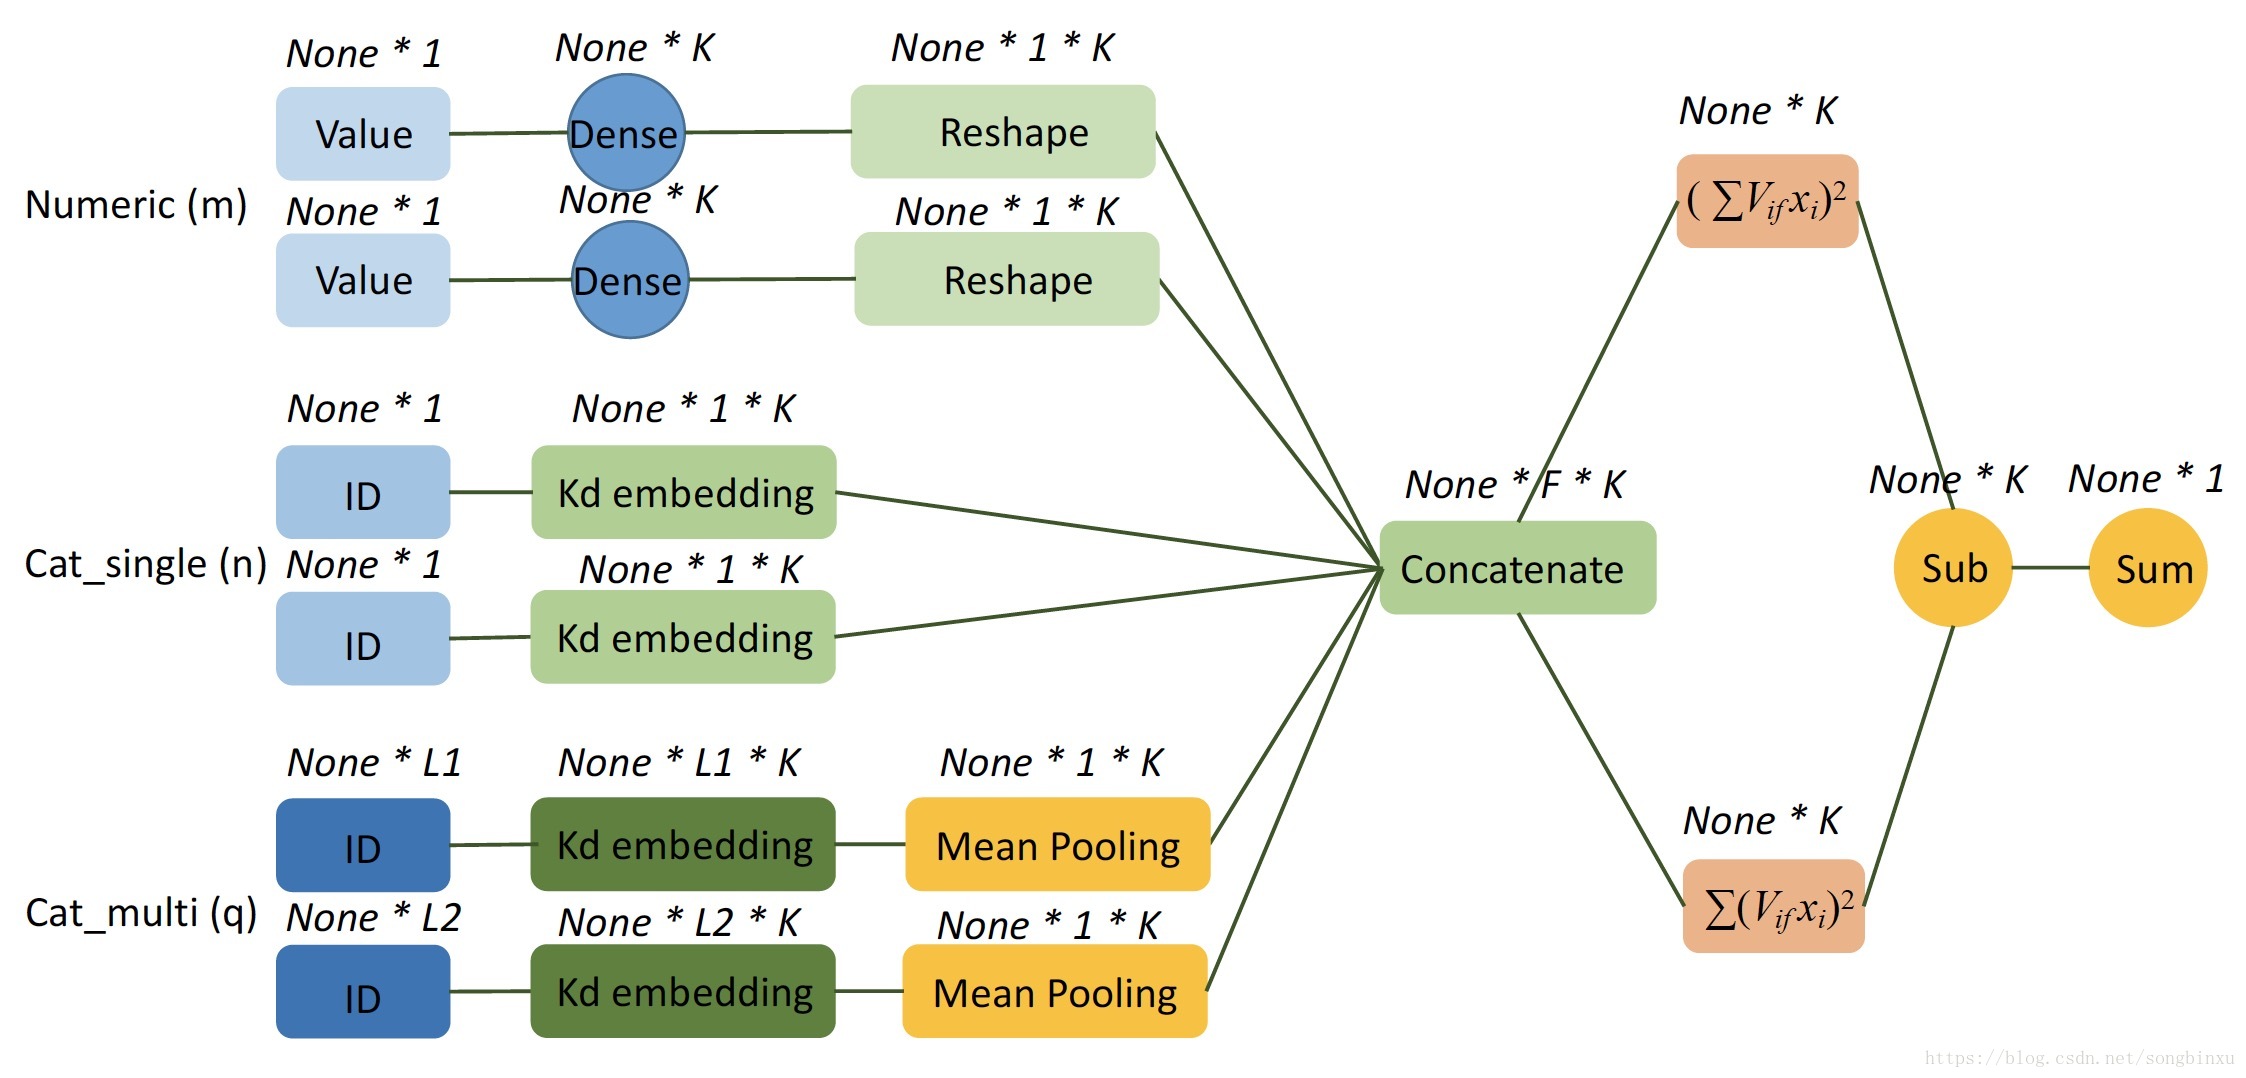 None * 1
None * K
None * 1 * K
Value
Dense
Reshape
Numeric (m)
None * 1
None * K
None * 1 * K
Value
Dense
Reshape
None * 1
None * 1 * K
ID
Kd embedding
Cat_single (n)
None * 1
None * 1 * K
ID
Kd embedding
None * L1
None * L1 * K
None * 1 * K
ID
Kd embedding
Mean Pooling
Cat_multi (q)
None * L2
None * L2 * K
None * 1 * K
ID
Kd embedding
Mean Pooling
None * F * K
Concatenate
None * K
( ∑V_{if}x_i)²
None * K
∑(V_{if}x_i)²
None * K
Sub
None * 1
Sum
https://blog.csdn.net/songbinxu